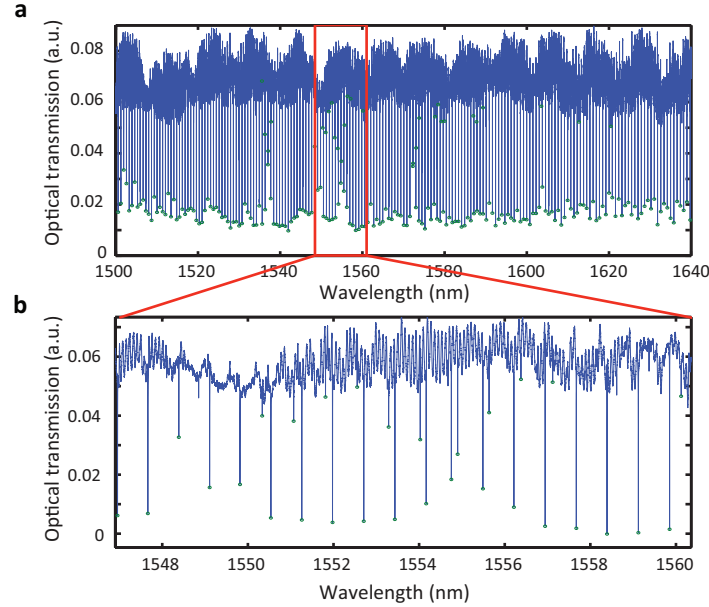 a
Optical transmission (a.u.)
0.08
0.06
0.04
0.02
0
1500 1520 1540 1560 1580 1600 1620 1640
Wavelength (nm)
b
Optical transmission (a.u.)
0.06
0.04
0.02
0
1548 1550 1552 1554 1556 1558 1560
Wavelength (nm)